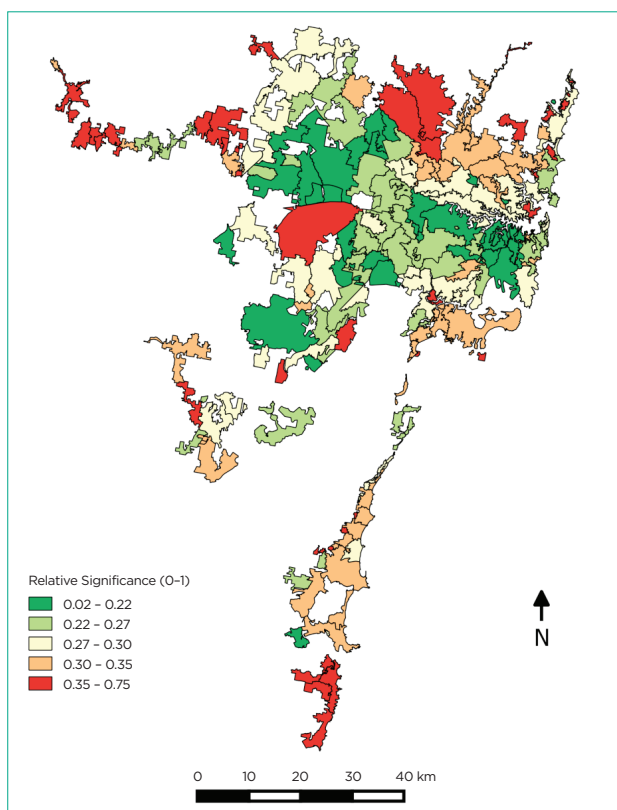 Relative Significance (0–1)
0.02 – 0.22
0.22 – 0.27
0.27 – 0.30
0.30 – 0.35
0.35 – 0.75
N
0 10 20 30 40 km